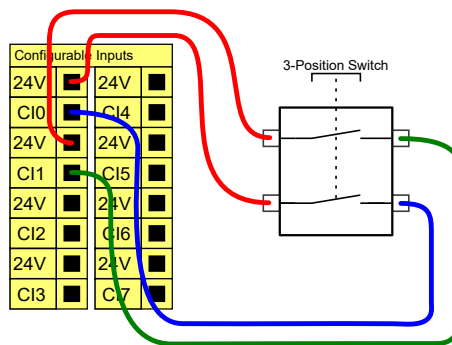 Configurable Inputs
24V 24V
CI0 CI4
24V 24V
CI1 CI5
24V 24V
CI2 CI6
24V 24V
CI3 CI7
3-Position Switch